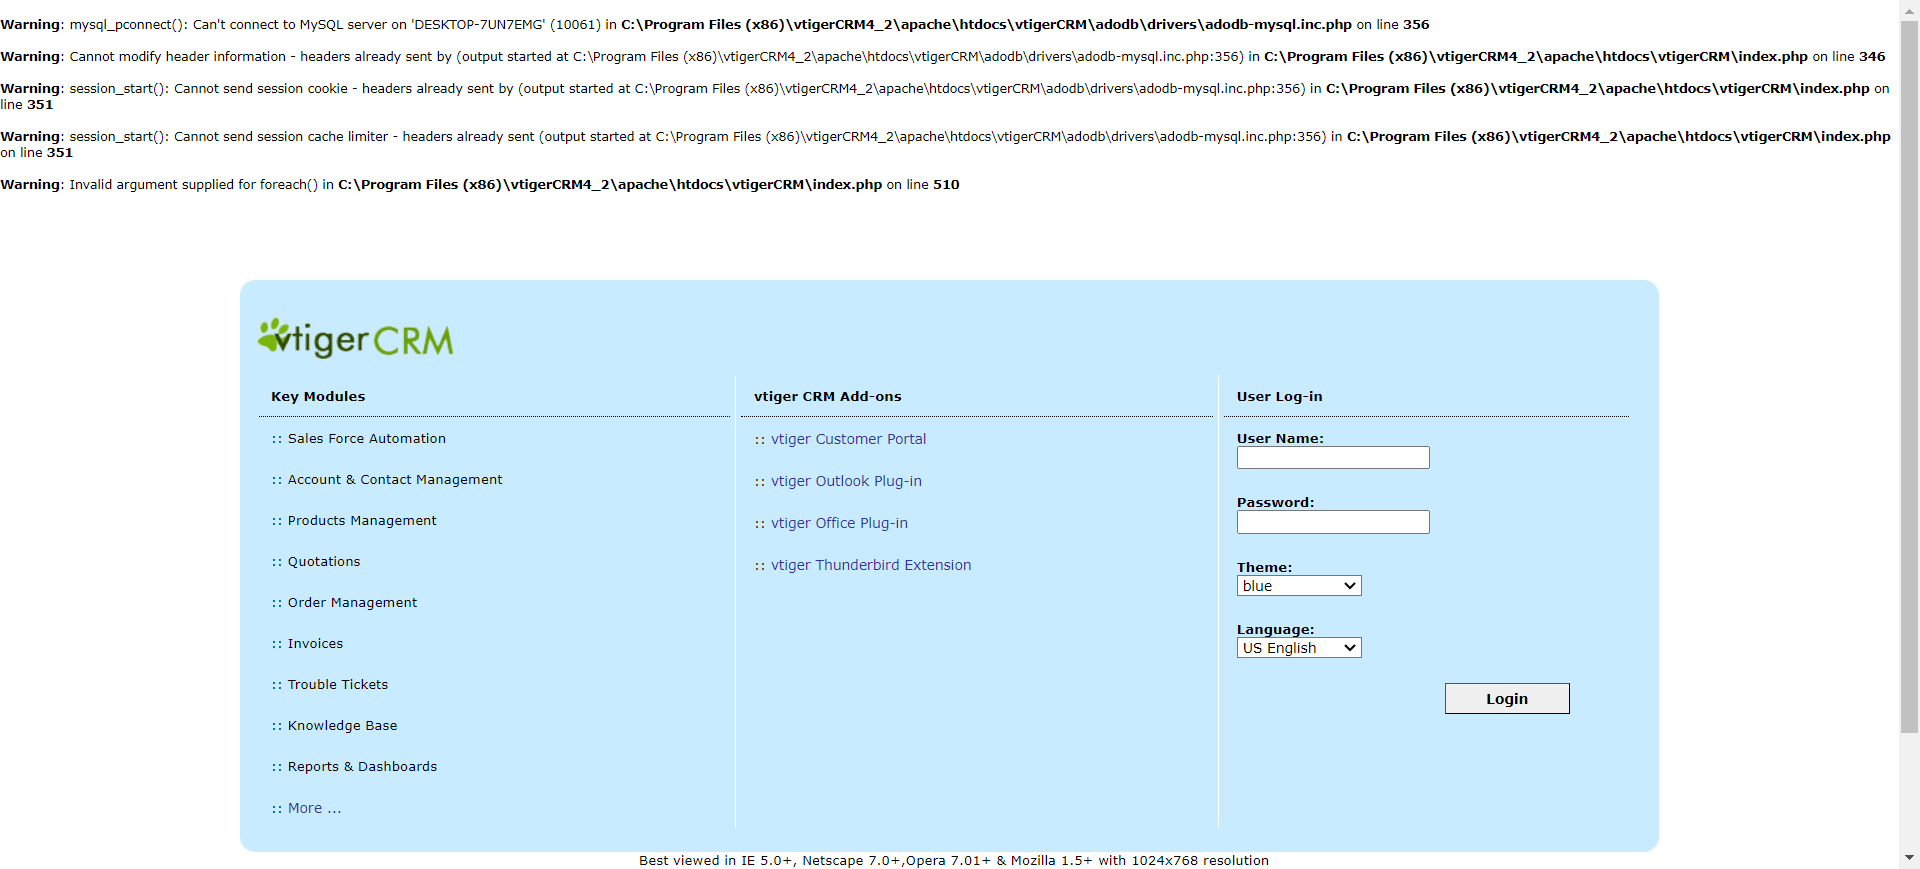 Warning: mysql_pconnect(): Can't connect to MySQL server on 'DESKTOP-7UN7EMG' (10061) in C:\Program Files (x86)\vtigerCRM4_2\apache\htdocs\vtigerCRM\adodb\drivers\adodb-mysql.inc.php on line 356
Warning: Cannot modify header information - headers already sent by (output started at C:\Program Files (x86)\vtigerCRM4_2\apache\htdocs\vtigerCRM\adodb\drivers\adodb-mysql.inc.php:356) in C:\Program Files (x86)\vtigerCRM4_2\apache\htdocs\vtigerCRM\index.php on line 346
Warning: session_start(): Cannot send session cookie - headers already sent by (output started at C:\Program Files (x86)\vtigerCRM4_2\apache\htdocs\vtigerCRM\adodb\drivers\adodb-mysql.inc.php:356) in C:\Program Files (x86)\vtigerCRM4_2\apache\htdocs\vtigerCRM\index.php on
line 351
Warning: session_start(): Cannot send session cache limiter - headers already sent (output started at C:\Program Files (x86)\vtigerCRM4_2\apache\htdocs\vtigerCRM\adodb\drivers\adodb-mysql.inc.php:356) in C:\Program Files (x86)\vtigerCRM4_2\apache\htdocs\vtigerCRM\index.php
on line 351
Warning: Invalid argument supplied for foreach() in C:\Program Files (x86)\vtigerCRM4_2\apache\htdocs\vtigerCRM\index.php on line 510
vtiger CRM
Key Modules
:: Sales Force Automation
:: Account & Contact Management
:: Products Management
:: Quotations
:: Order Management
:: Invoices
:: Trouble Tickets
:: Knowledge Base
:: Reports & Dashboards
:: More ...
vtiger CRM Add-ons
:: vtiger Customer Portal
:: vtiger Outlook Plug-in
:: vtiger Office Plug-in
:: vtiger Thunderbird Extension
User Log-in
User Name:
Password:
Theme:
blue
Language:
US English
Login
Best viewed in IE 5.0+, Netscape 7.0+,Opera 7.01+ & Mozilla 1.5+ with 1024x768 resolution